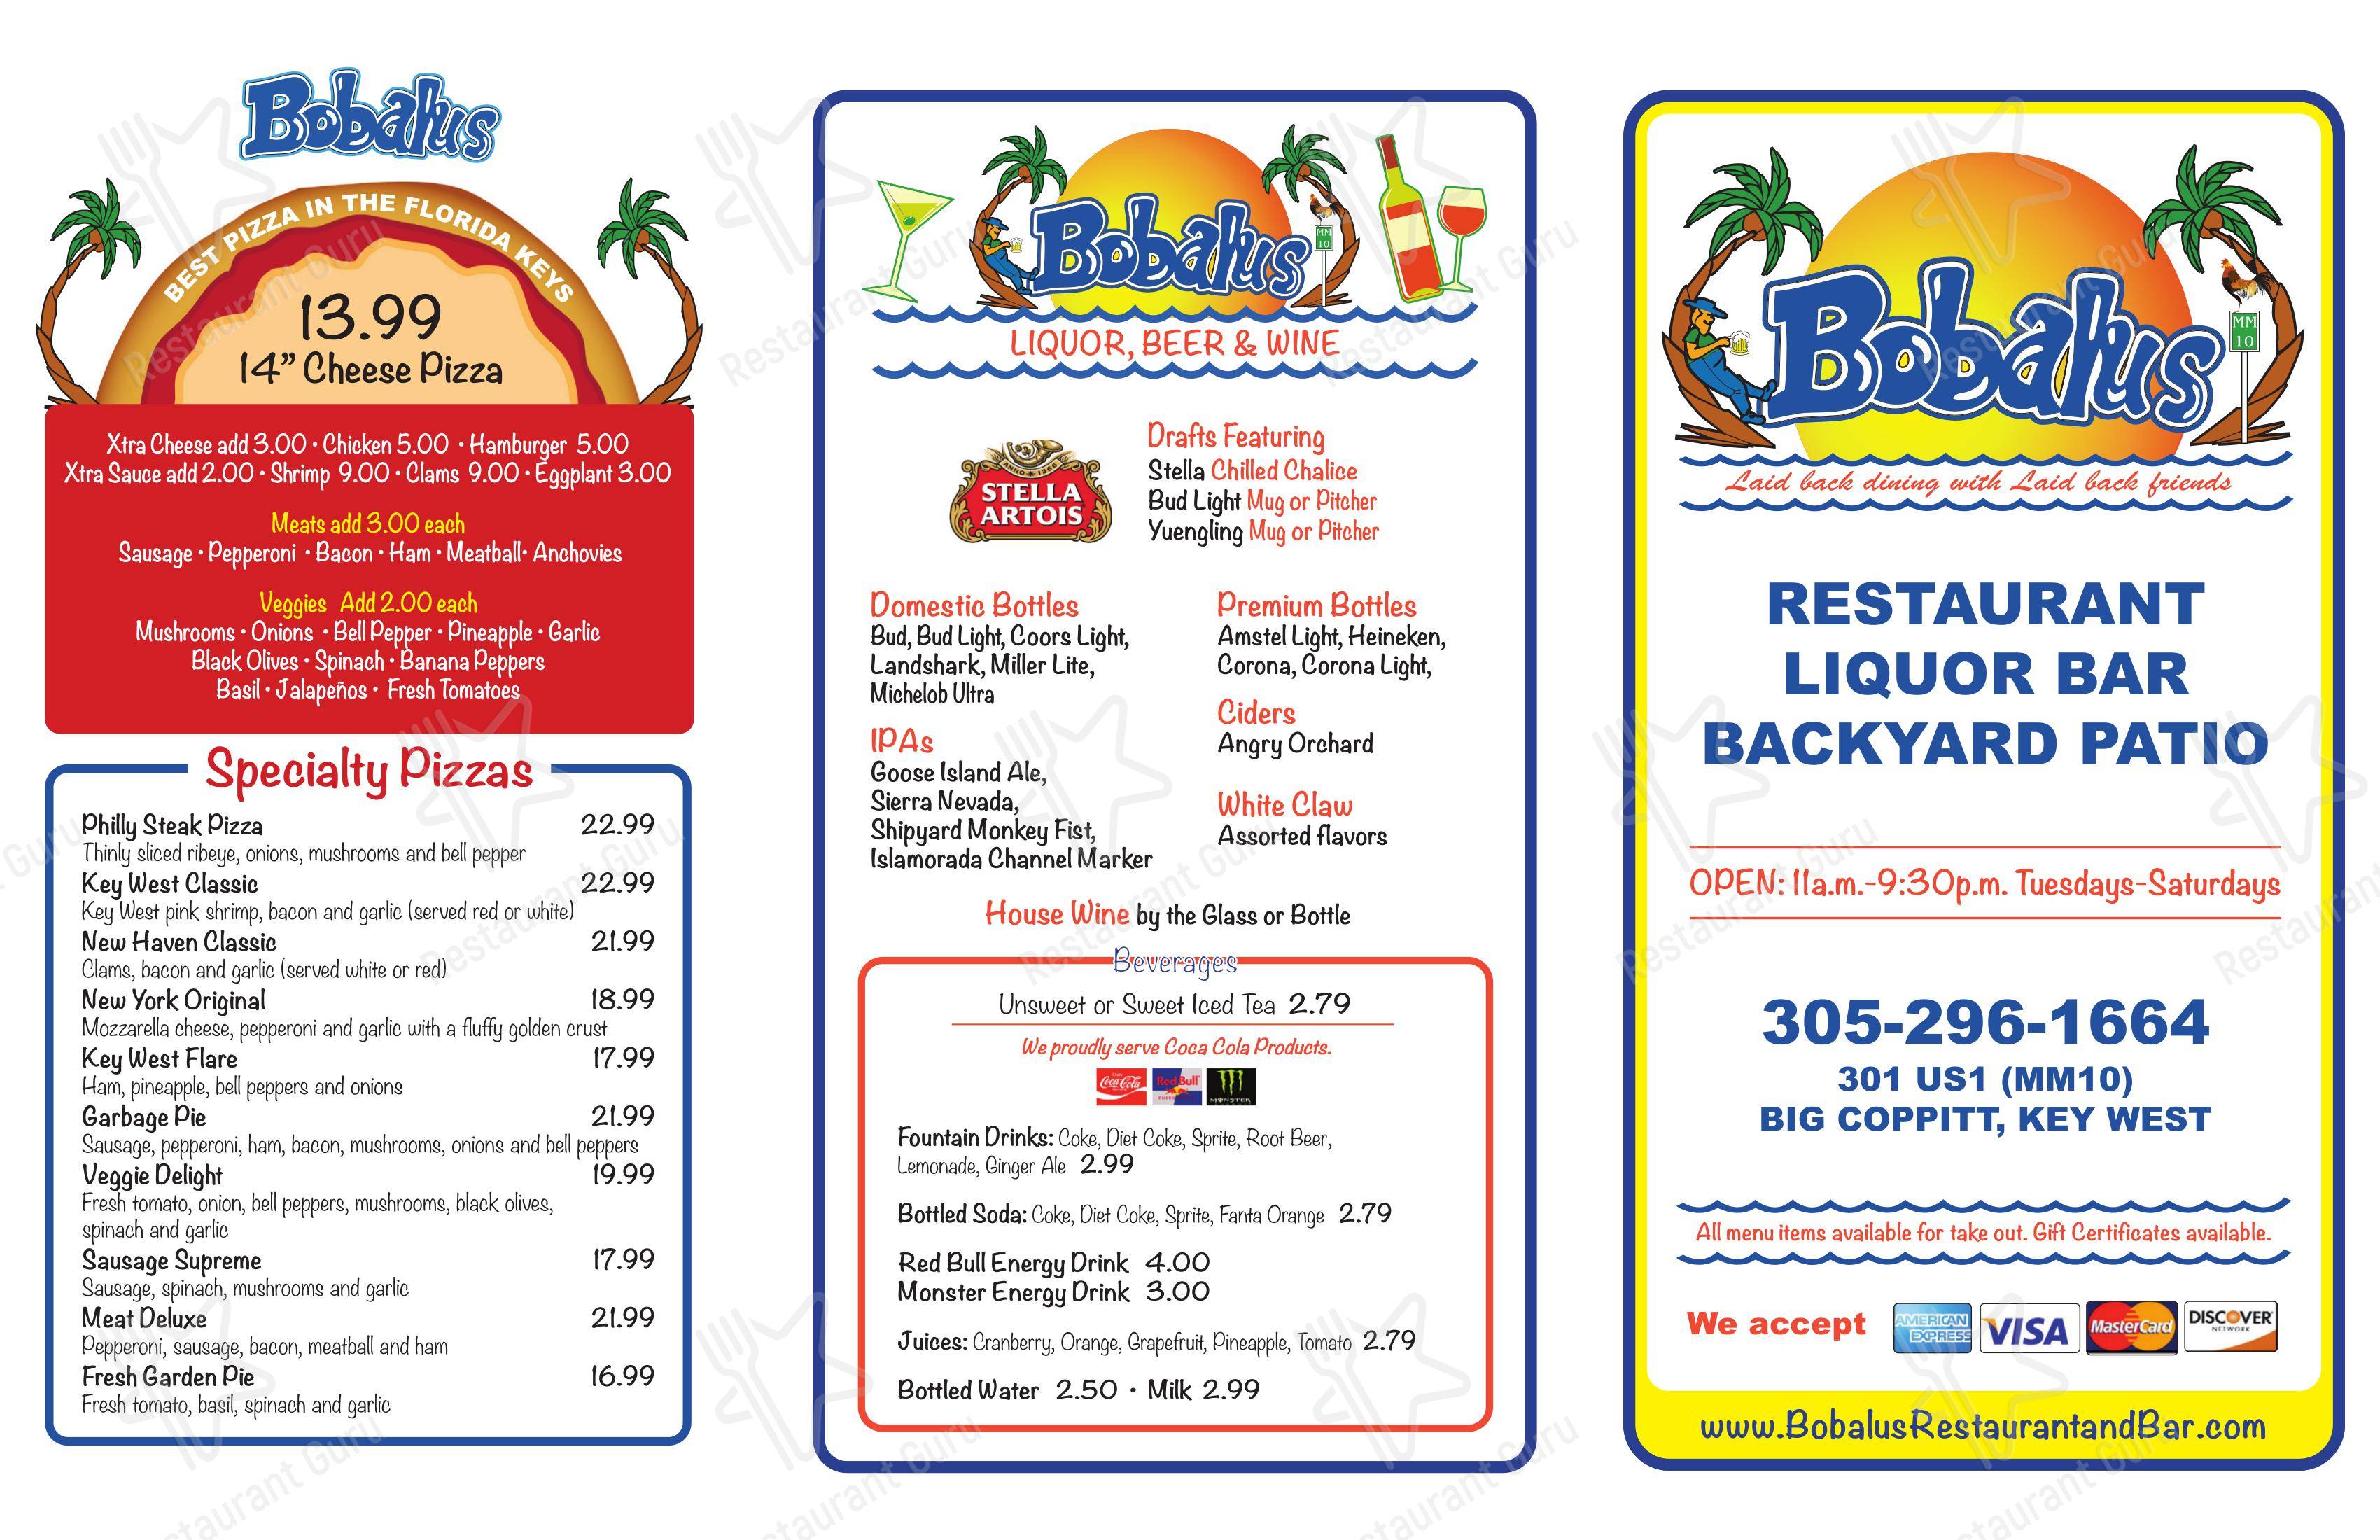 Bobalus
BEST PIZZA IN THE FLORIDA KEYS
13.99
14” Cheese Pizza
Xtra Cheese add 3.00 • Chicken 5.00 • Hamburger 5.00
Xtra Sauce add 2.00 • Shrimp 9.00 • Clams 9.00 • Eggplant 3.00
Meats add 3.00 each
Sausage • Pepperoni • Bacon • Ham • Meatball • Anchovies
Veggies Add 2.00 each
Mushrooms • Onions • Bell Pepper • Pineapple • Garlic
Black Olives • Spinach • Banana Peppers
Basil • Jalapeños • Fresh Tomatoes
Specialty Pizzas
Philly Steak Pizza 22.99
Thinly sliced ribeye, onions, mushrooms and bell pepper
Key West Classic 22.99
Key West pink shrimp, bacon and garlic (served red or white)
New Haven Classic 21.99
Clams, bacon and garlic (served white or red)
New York Original 18.99
Mozzarella cheese, pepperoni and garlic with a fluffy golden crust
Key West Flare 17.99
Ham, pineapple, bell peppers and onions
Garbage Pie 21.99
Sausage, pepperoni, ham, bacon, mushrooms, onions and bell peppers
Veggie Delight 19.99
Fresh tomato, onion, bell peppers, mushrooms, black olives,
spinach and garlic
Sausage Supreme 17.99
Sausage, spinach, mushrooms and garlic
Meat Deluxe 21.99
Pepperoni, sausage, bacon, meatball and ham
Fresh Garden Pie 16.99
Fresh tomato, basil, spinach and garlic
Bobalus
MM
10
LIQUOR, BEER & WINE
ANNO 1366
STELLA
ARTOIS
Drafts Featuring
Stella Chilled Chalice
Bud Light Mug or Pitcher
Yuengling Mug or Pitcher
Domestic Bottles
Bud, Bud Light, Coors Light,
Landshark, Miller Lite,
Michelob Ultra
IPAs
Goose Island Ale,
Sierra Nevada,
Shipyard Monkey Fist,
Islamorada Channel Marker
Premium Bottles
Amstel Light, Heineken,
Corona, Corona Light,
Ciders
Angry Orchard
White Claw
Assorted flavors
House Wine by the Glass or Bottle
Beverages
Unsweet or Sweet Iced Tea 2.79
We proudly serve Coca Cola Products.
Coca-Cola
Red Bull
MONSTER
Fountain Drinks: Coke, Diet Coke, Sprite, Root Beer,
Lemonade, Ginger Ale 2.99
Bottled Soda: Coke, Diet Coke, Sprite, Fanta Orange 2.79
Red Bull Energy Drink 4.00
Monster Energy Drink 3.00
Juices: Cranberry, Orange, Grapefruit, Pineapple, Tomato 2.79
Bottled Water 2.50 • Milk 2.99
Bobalus
MM
10
Laid back dining with Laid back friends
RESTAURANT
LIQUOR BAR
BACKYARD PATIO
OPEN: 11a.m.-9:30p.m. Tuesdays-Saturdays
305-296-1664
301 US1 (MM10)
BIG COPPITT, KEY WEST
All menu items available for take out. Gift Certificates available.
We accept
AMERICAN EXPRESS
VISA
MasterCard
DISCOVER
NETWORK
www.BobalusRestaurantandBar.com
Restaurant Guru